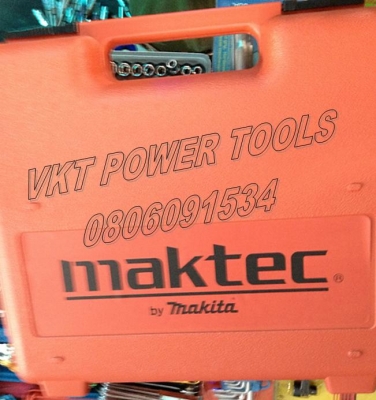 VKT POWER TOOLS
0806091534
maktec®
by makita